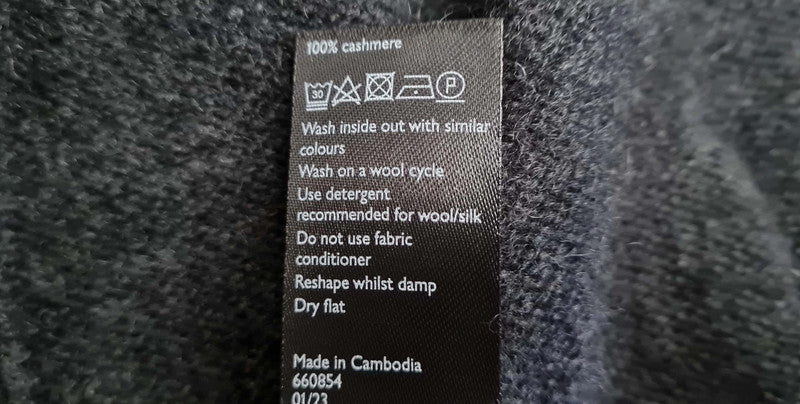 100% cashmere
30 P
Wash inside out with similar
colours
Wash on a wool cycle
Use detergent
recommended for wool/silk
Do not use fabric
conditioner
Reshape whilst damp
Dry flat
Made in Cambodia
660854
01/23